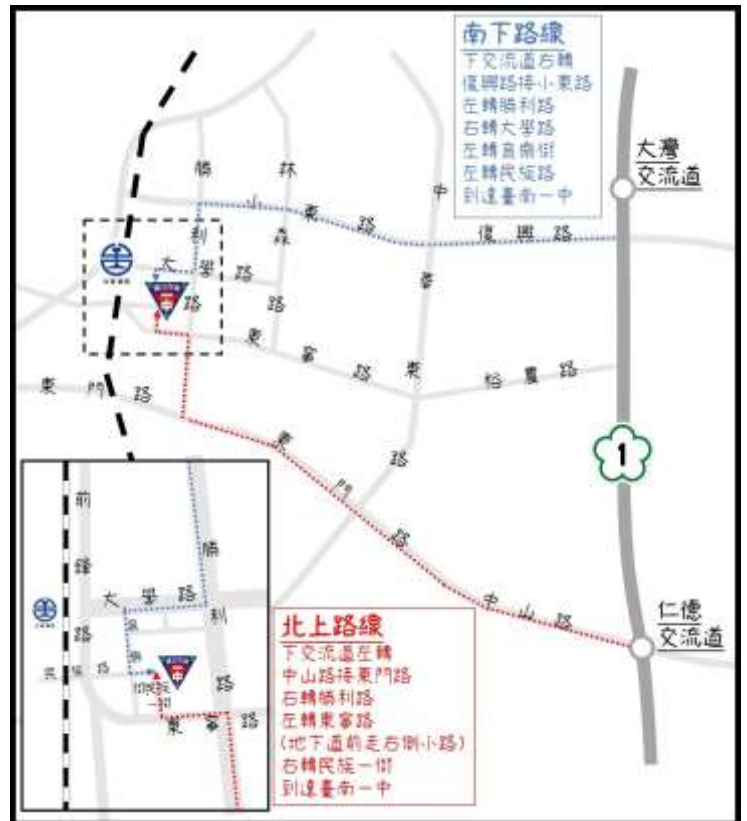 南下路線
下交流道右轉
復興路接小東路
左轉勝利路
右轉大學路
左轉育樂街
左轉民族路
到達臺南一中
大灣
交流道
勝利路
林森路
小東路
中華東路
復興路
大學路
東寧路
裕農路
東門路
東門路
中山路
1
仁德
交流道
前鋒路
勝利路
大學路
東寧路
北上路線
下交流道左轉
中山路接東門路
右轉勝利路
左轉東寧路
(地下道前走右側小路)
右轉民族一街
到達臺南一中